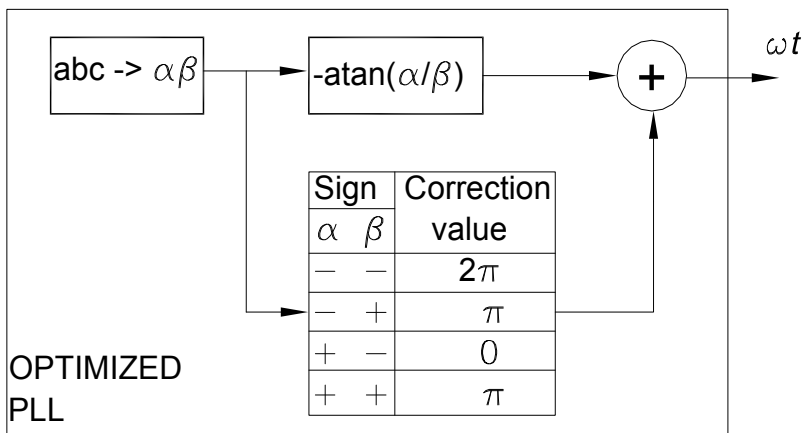 abc -> αβ
-atan(α/β)
+
ωt
Sign Correction value
α β
− − 2π
− + π
+ − 0
+ + π
OPTIMIZED
PLL